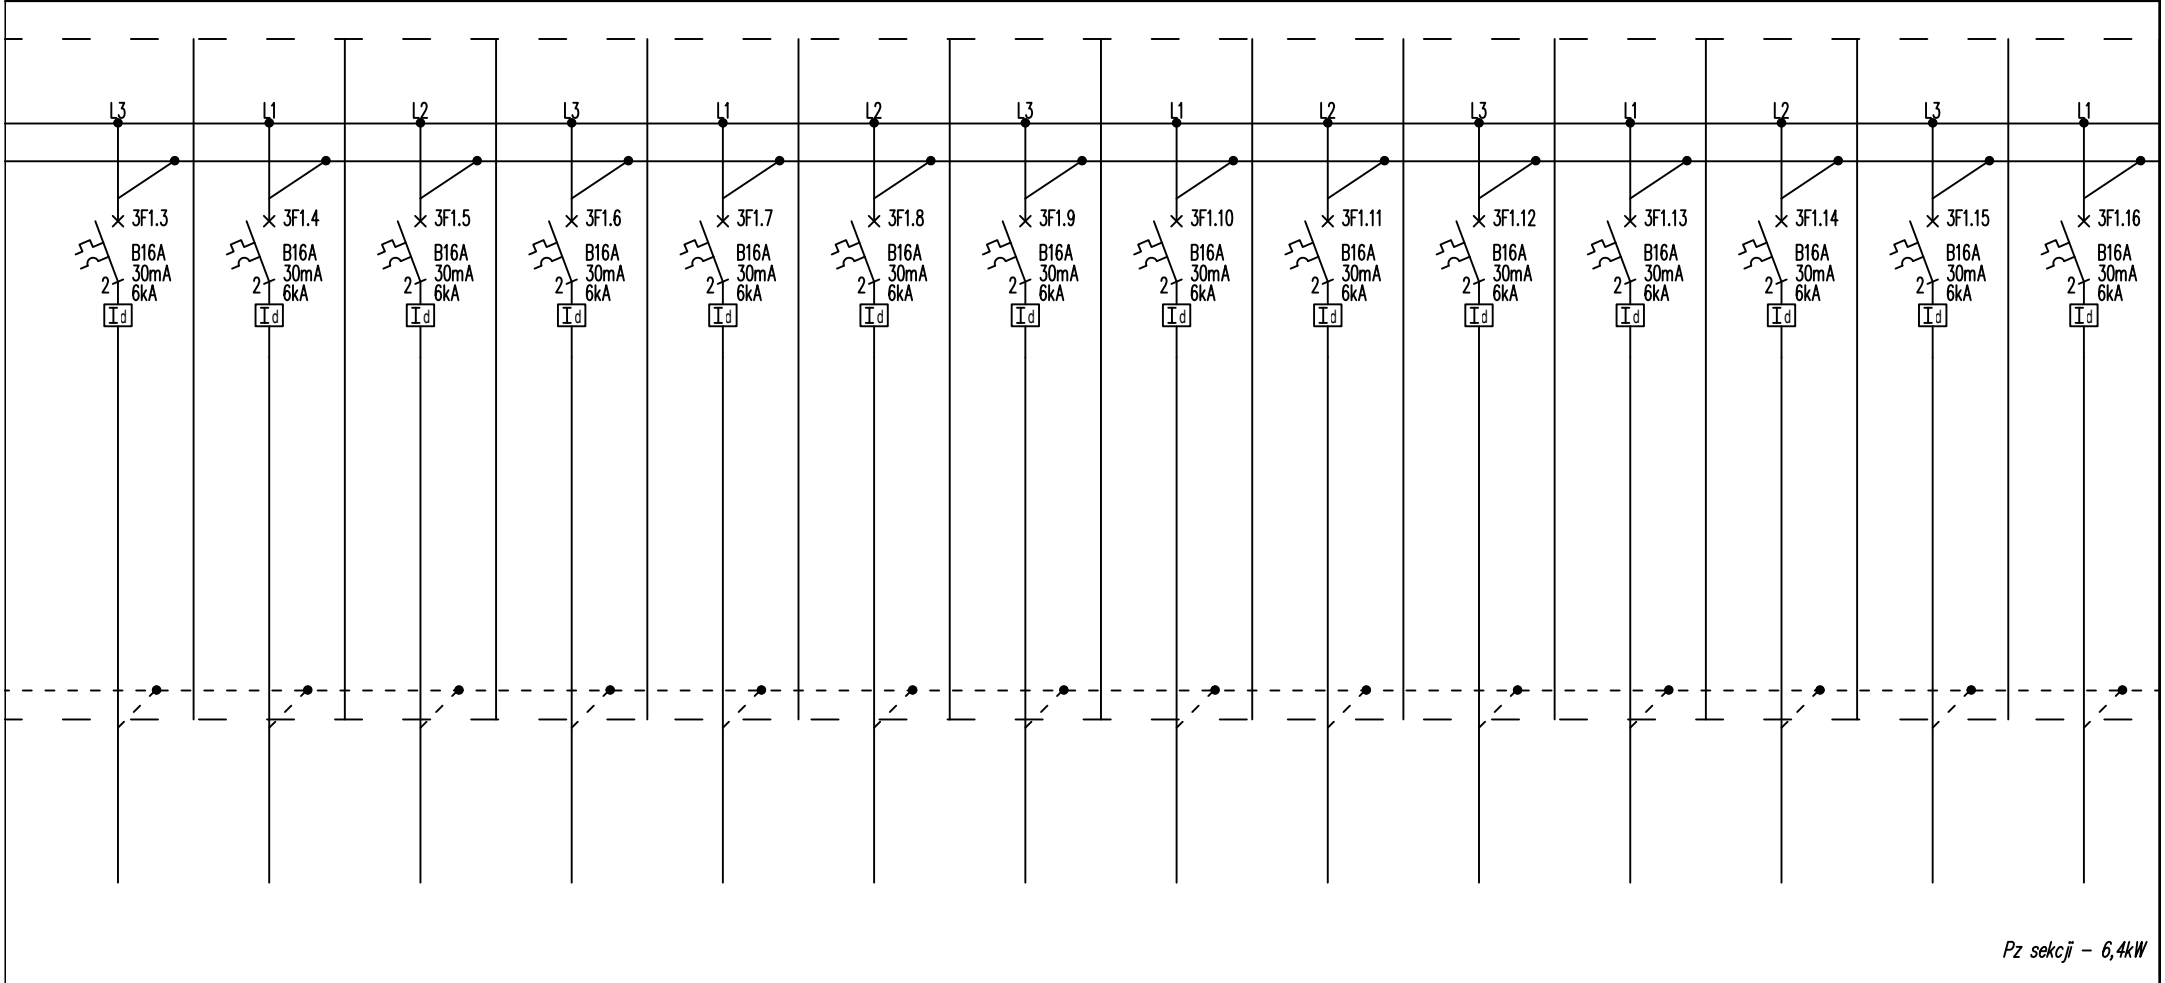 L3 L1 L2 L3 L1 L2 L3 L1 L2 L3 L1 L2 L3 L1
3F1.3 3F1.4 3F1.5 3F1.6 3F1.7 3F1.8 3F1.9 3F1.10 3F1.11 3F1.12 3F1.13 3F1.14 3F1.15 3F1.16
B16A B16A B16A B16A B16A B16A B16A B16A B16A B16A B16A B16A B16A B16A
30mA 30mA 30mA 30mA 30mA 30mA 30mA 30mA 30mA 30mA 30mA 30mA 30mA 30mA
2 6kA 2 6kA 2 6kA 2 6kA 2 6kA 2 6kA 2 6kA 2 6kA 2 6kA 2 6kA 2 6kA 2 6kA 2 6kA 2 6kA
Id Id Id Id Id Id Id Id Id Id Id Id Id Id
Pz sekcji - 6,4kW